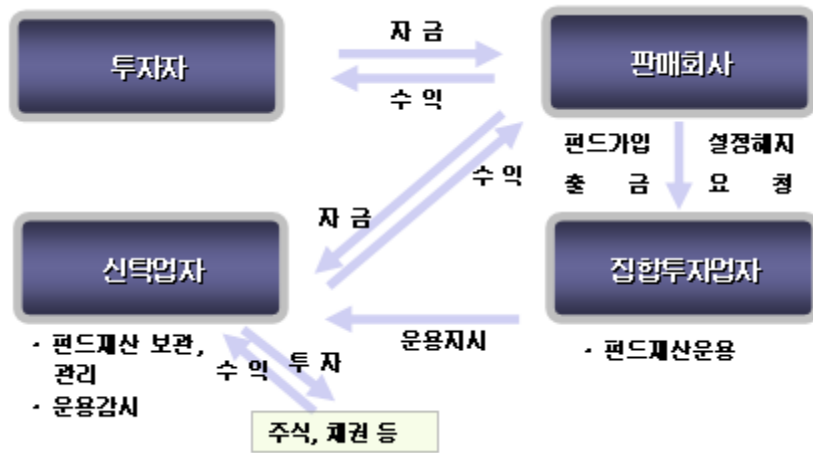 자 금
투자자
판매회사
수 익
펀드가입 설정해지
출 금 요 청
수 익
자 금
신탁업자
집합투자업자
운용지시
· 펀드재산 보관,
관리
· 운용감시
수 익
투 자
· 펀드재산운용
주식, 채권 등